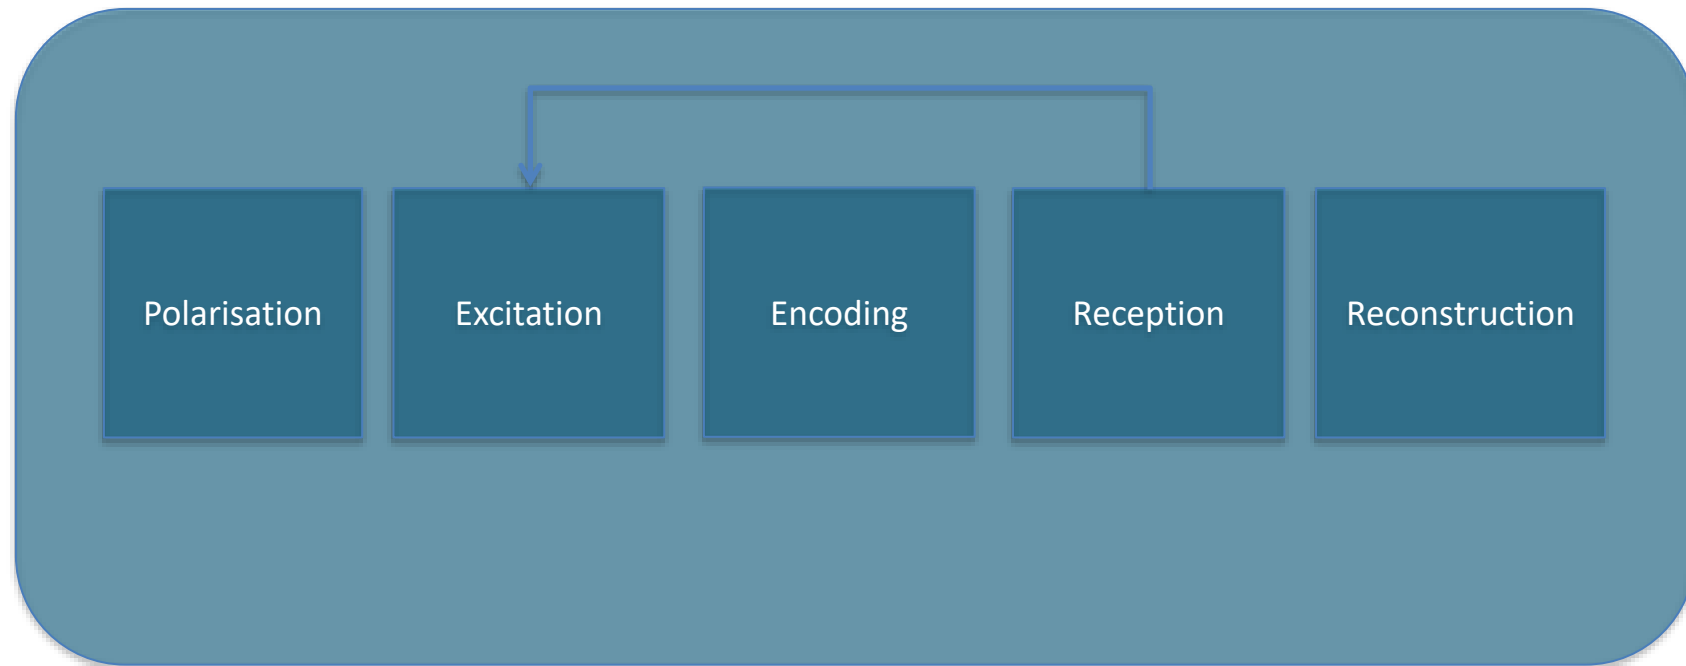 Polarisation
Excitation
Encoding
Reception
Reconstruction